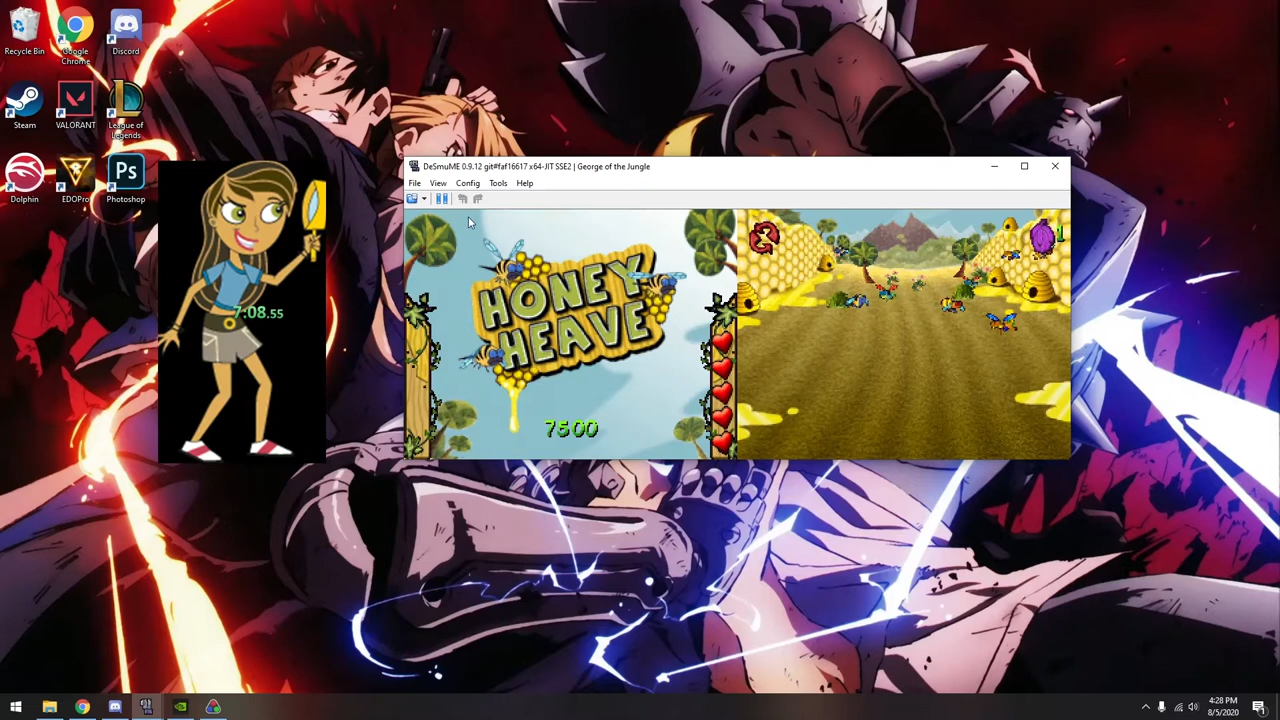 Recycle Bin
Google
Chrome
Discord
Steam
VALORANT
League of
Legends
Dolphin
EDOPro
Ps
Photoshop
7:08.55
DeSmuME 0.9.12 git#faf16617 x64-JIT SSE2 | George of the Jungle
File View Config Tools Help
HONEY
HEAVE
7500
1
4:28 PM
8/5/2020